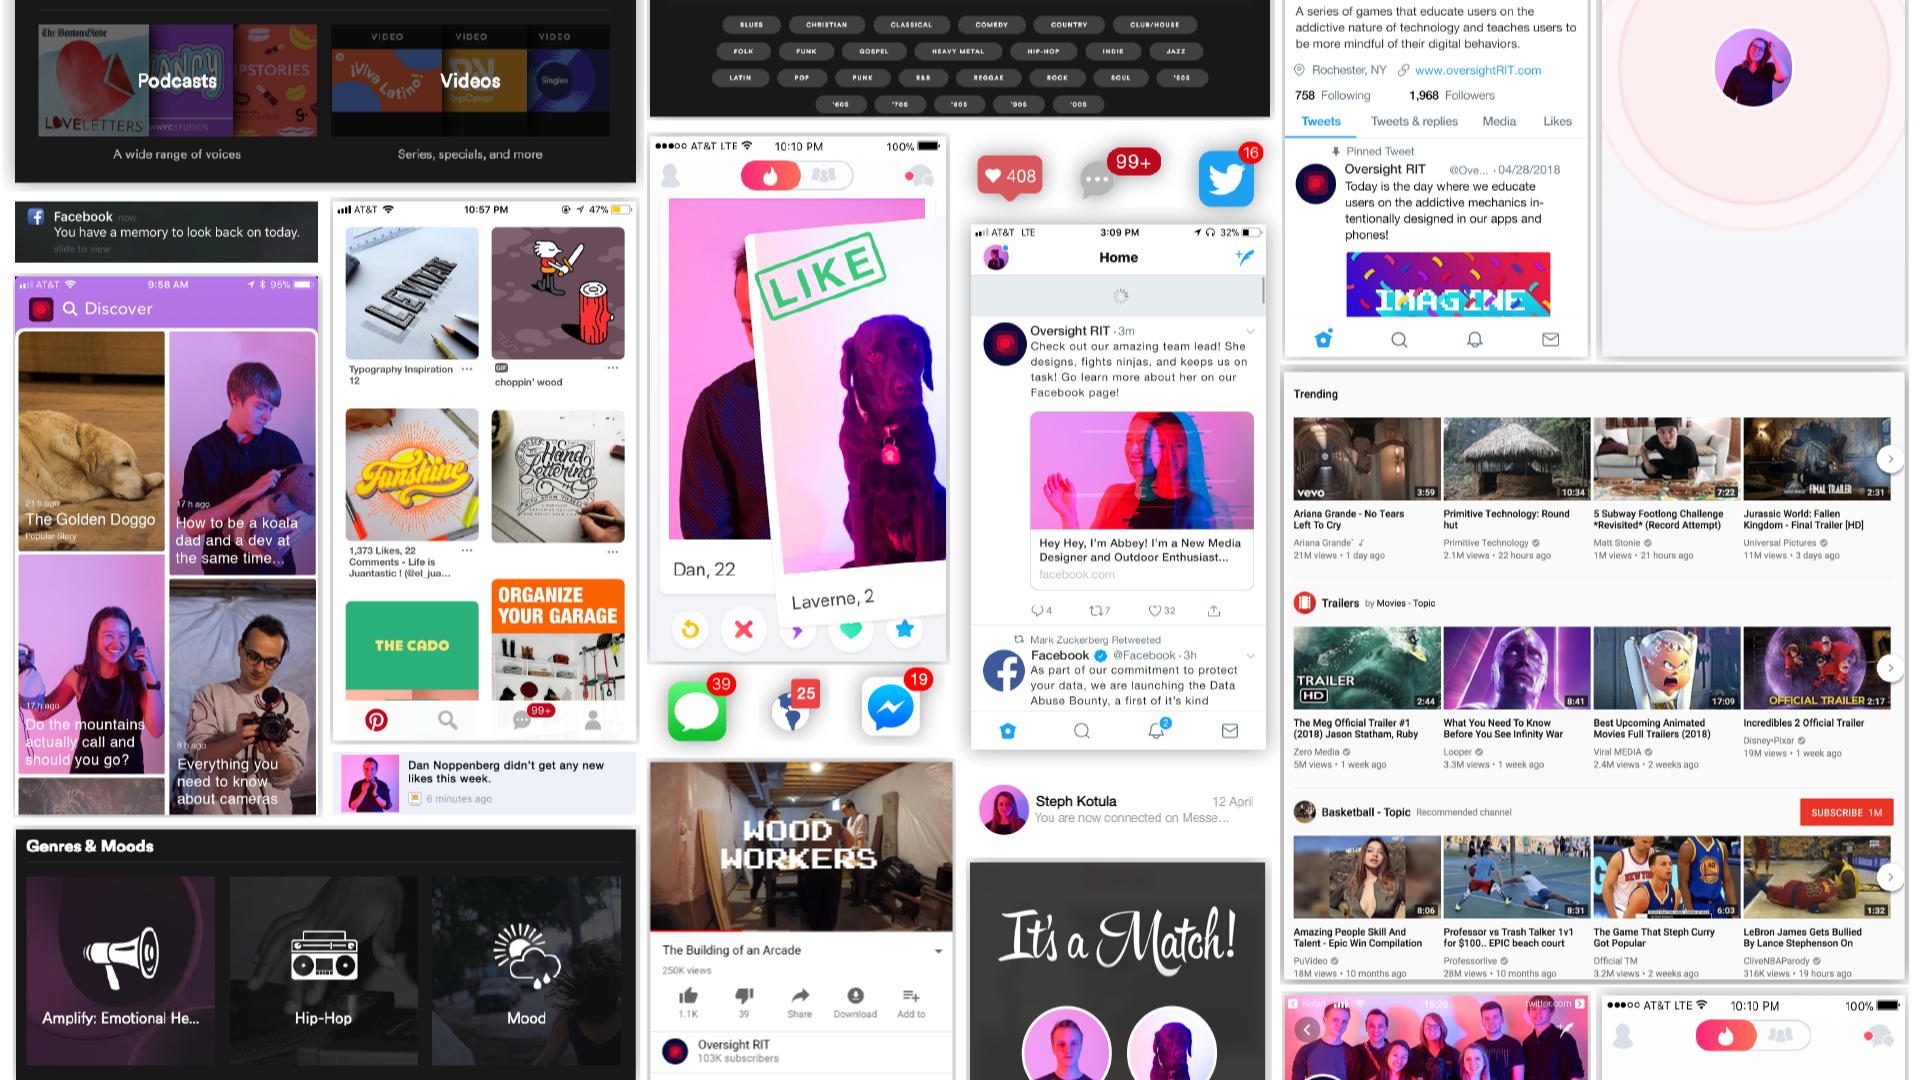 The Boston Globe
LOVELETTERS
WNYCSTUDIOS
Podcasts
A wide range of voices
VIDEO
VIDEO
VIDEO
¡Viva Latino!
RapCaviar
Singles
Videos
Series, specials, and more
Facebook now
You have a memory to look back on today.
slide to view
AT&T
9:58 AM
95%
Discover
21 h ago
The Golden Doggo
Popular Story
17 h ago
How to be a koala
dad and a dev at
the same time...
17 h ago
Do the mountains
actually call and
should you go?
8 h ago
Everything you
need to know
about cameras
AT&T
10:57 PM
47%
Typography Inspiration
12
GIF
choppin' wood
Funshine
Hand
Lettering
1,373 Likes, 22
Comments - Life is
Juantastic ! (@el_jua...
THE CADO
ORGANIZE
YOUR GARAGE
99+
Dan Noppenberg didn't get any new
likes this week.
6 minutes ago
Genres & Moods
Amplify: Emotional He...
Hip-Hop
Mood
BLUES
CHRISTIAN
CLASSICAL
COMEDY
COUNTRY
CLUB/HOUSE
FOLK
FUNK
GOSPEL
HEAVY METAL
HIP-HOP
INDIE
JAZZ
LATIN
POP
PUNK
R&B
REGGAE
ROCK
SOUL
'50S
'60S
'70S
'80S
'90S
'00S
AT&T LTE
10:10 PM
100%
LIKE
Dan, 22
Laverne, 2
39
25
19
WOOD
WORKERS
The Building of an Arcade
250K views
1.1K
39
Share
Download
Add to
Oversight RIT
103K subscribers
408
99+
16
AT&T LTE
3:09 PM
32%
Home
Oversight RIT · 3m
Check out our amazing team lead! She
designs, fights ninjas, and keeps us on
task! Go learn more about her on our
Facebook page!
Hey Hey, I'm Abbey! I'm a New Media
Designer and Outdoor Enthusiast...
facebook.com
4
7
32
Mark Zuckerberg Retweeted
Facebook @Facebook · 3h
As part of our commitment to protect
your data, we are launching the Data
Abuse Bounty, a first of it's kind
2
Steph Kotula
12 April
You are now connected on Messe...
It's a Match!
A series of games that educate users on the
addictive nature of technology and teaches users to
be more mindful of their digital behaviors.
Rochester, NY
www.oversightRIT.com
758 Following
1,968 Followers
Tweets
Tweets & replies
Media
Likes
Pinned Tweet
Oversight RIT @Ove... · 04/28/2018
Today is the day where we educate
users on the addictive mechanics in-
tentionally designed in our apps and
phones!
IMAGINE
Trending
vevo
3:59
10:34
7:22
FINAL TRAILER
2:31
Ariana Grande - No Tears
Left To Cry
Ariana Grande
21M views • 1 day ago
Primitive Technology: Round
hut
Primitive Technology
2.1M views • 22 hours ago
5 Subway Footlong Challenge
*Revisited* (Record Attempt)
Matt Stonie
1M views • 21 hours ago
Jurassic World: Fallen
Kingdom - Final Trailer [HD]
Universal Pictures
11M views • 3 days ago
Trailers by Movies - Topic
TRAILER
HD
2:44
8:41
17:09
OFFICIAL TRAILER 2:17
The Meg Official Trailer #1
(2018) Jason Statham, Ruby
Zero Media
5M views • 1 week ago
What You Need To Know
Before You See Infinity War
Looper
3.3M views • 1 week ago
Best Upcoming Animated
Movies Full Trailers (2018)
Viral MEDIA
2.4M views • 2 weeks ago
Incredibles 2 Official Trailer
Disney•Pixar
19M views • 1 week ago
Basketball - Topic Recommended channel
SUBSCRIBE 1M
8:06
8:31
6:03
1:32
Amazing People Skill And
Talent - Epic Win Compilation
PuVideo
18M views • 10 months ago
Professor vs Trash Talker 1v1
for $100.. EPIC beach court
Professorlive
28M views • 10 months ago
The Game That Steph Curry
Got Popular
Official TM
3.2M views • 2 weeks ago
LeBron James Gets Bullied
By Lance Stephenson On
CliveNBAParody
316K views • 19 hours ago
Safari
15:26
twitter.com
AT&T LTE
10:10 PM
100%